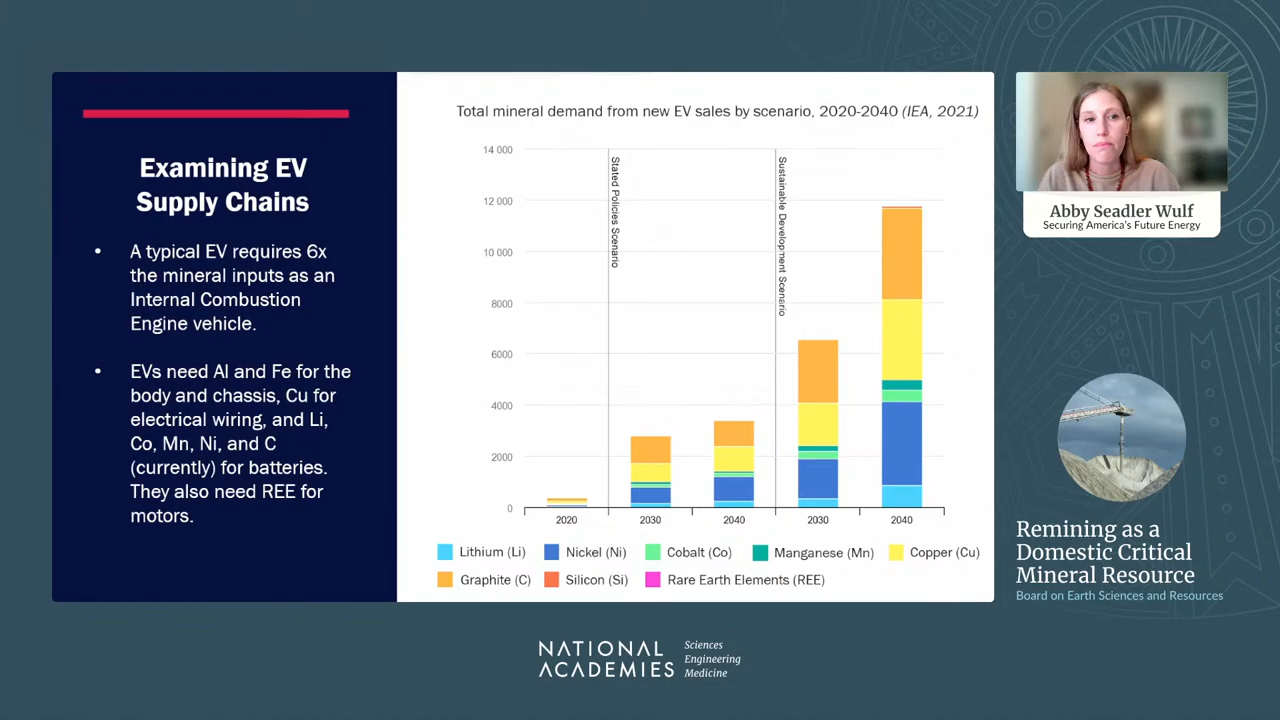 Examining EV
Supply Chains
• A typical EV requires 6x
the mineral inputs as an
Internal Combustion
Engine vehicle.
• EVs need Al and Fe for the
body and chassis, Cu for
electrical wiring, and Li,
Co, Mn, Ni, and C
(currently) for batteries.
They also need REE for
motors.
Total mineral demand from new EV sales by scenario, 2020-2040 (IEA, 2021)
14 000
12 000
10 000
8000
6000
4000
2000
0
Stated Policies Scenario
Sustainable Development Scenario
2020 2030 2040 2030 2040
Lithium (Li) Nickel (Ni) Cobalt (Co) Manganese (Mn) Copper (Cu)
Graphite (C) Silicon (Si) Rare Earth Elements (REE)
Abby Seadler Wulf
Securing America's Future Energy
Remining as a
Domestic Critical
Mineral Resource
Board on Earth Sciences and Resources
NATIONAL
ACADEMIES
Sciences
Engineering
Medicine